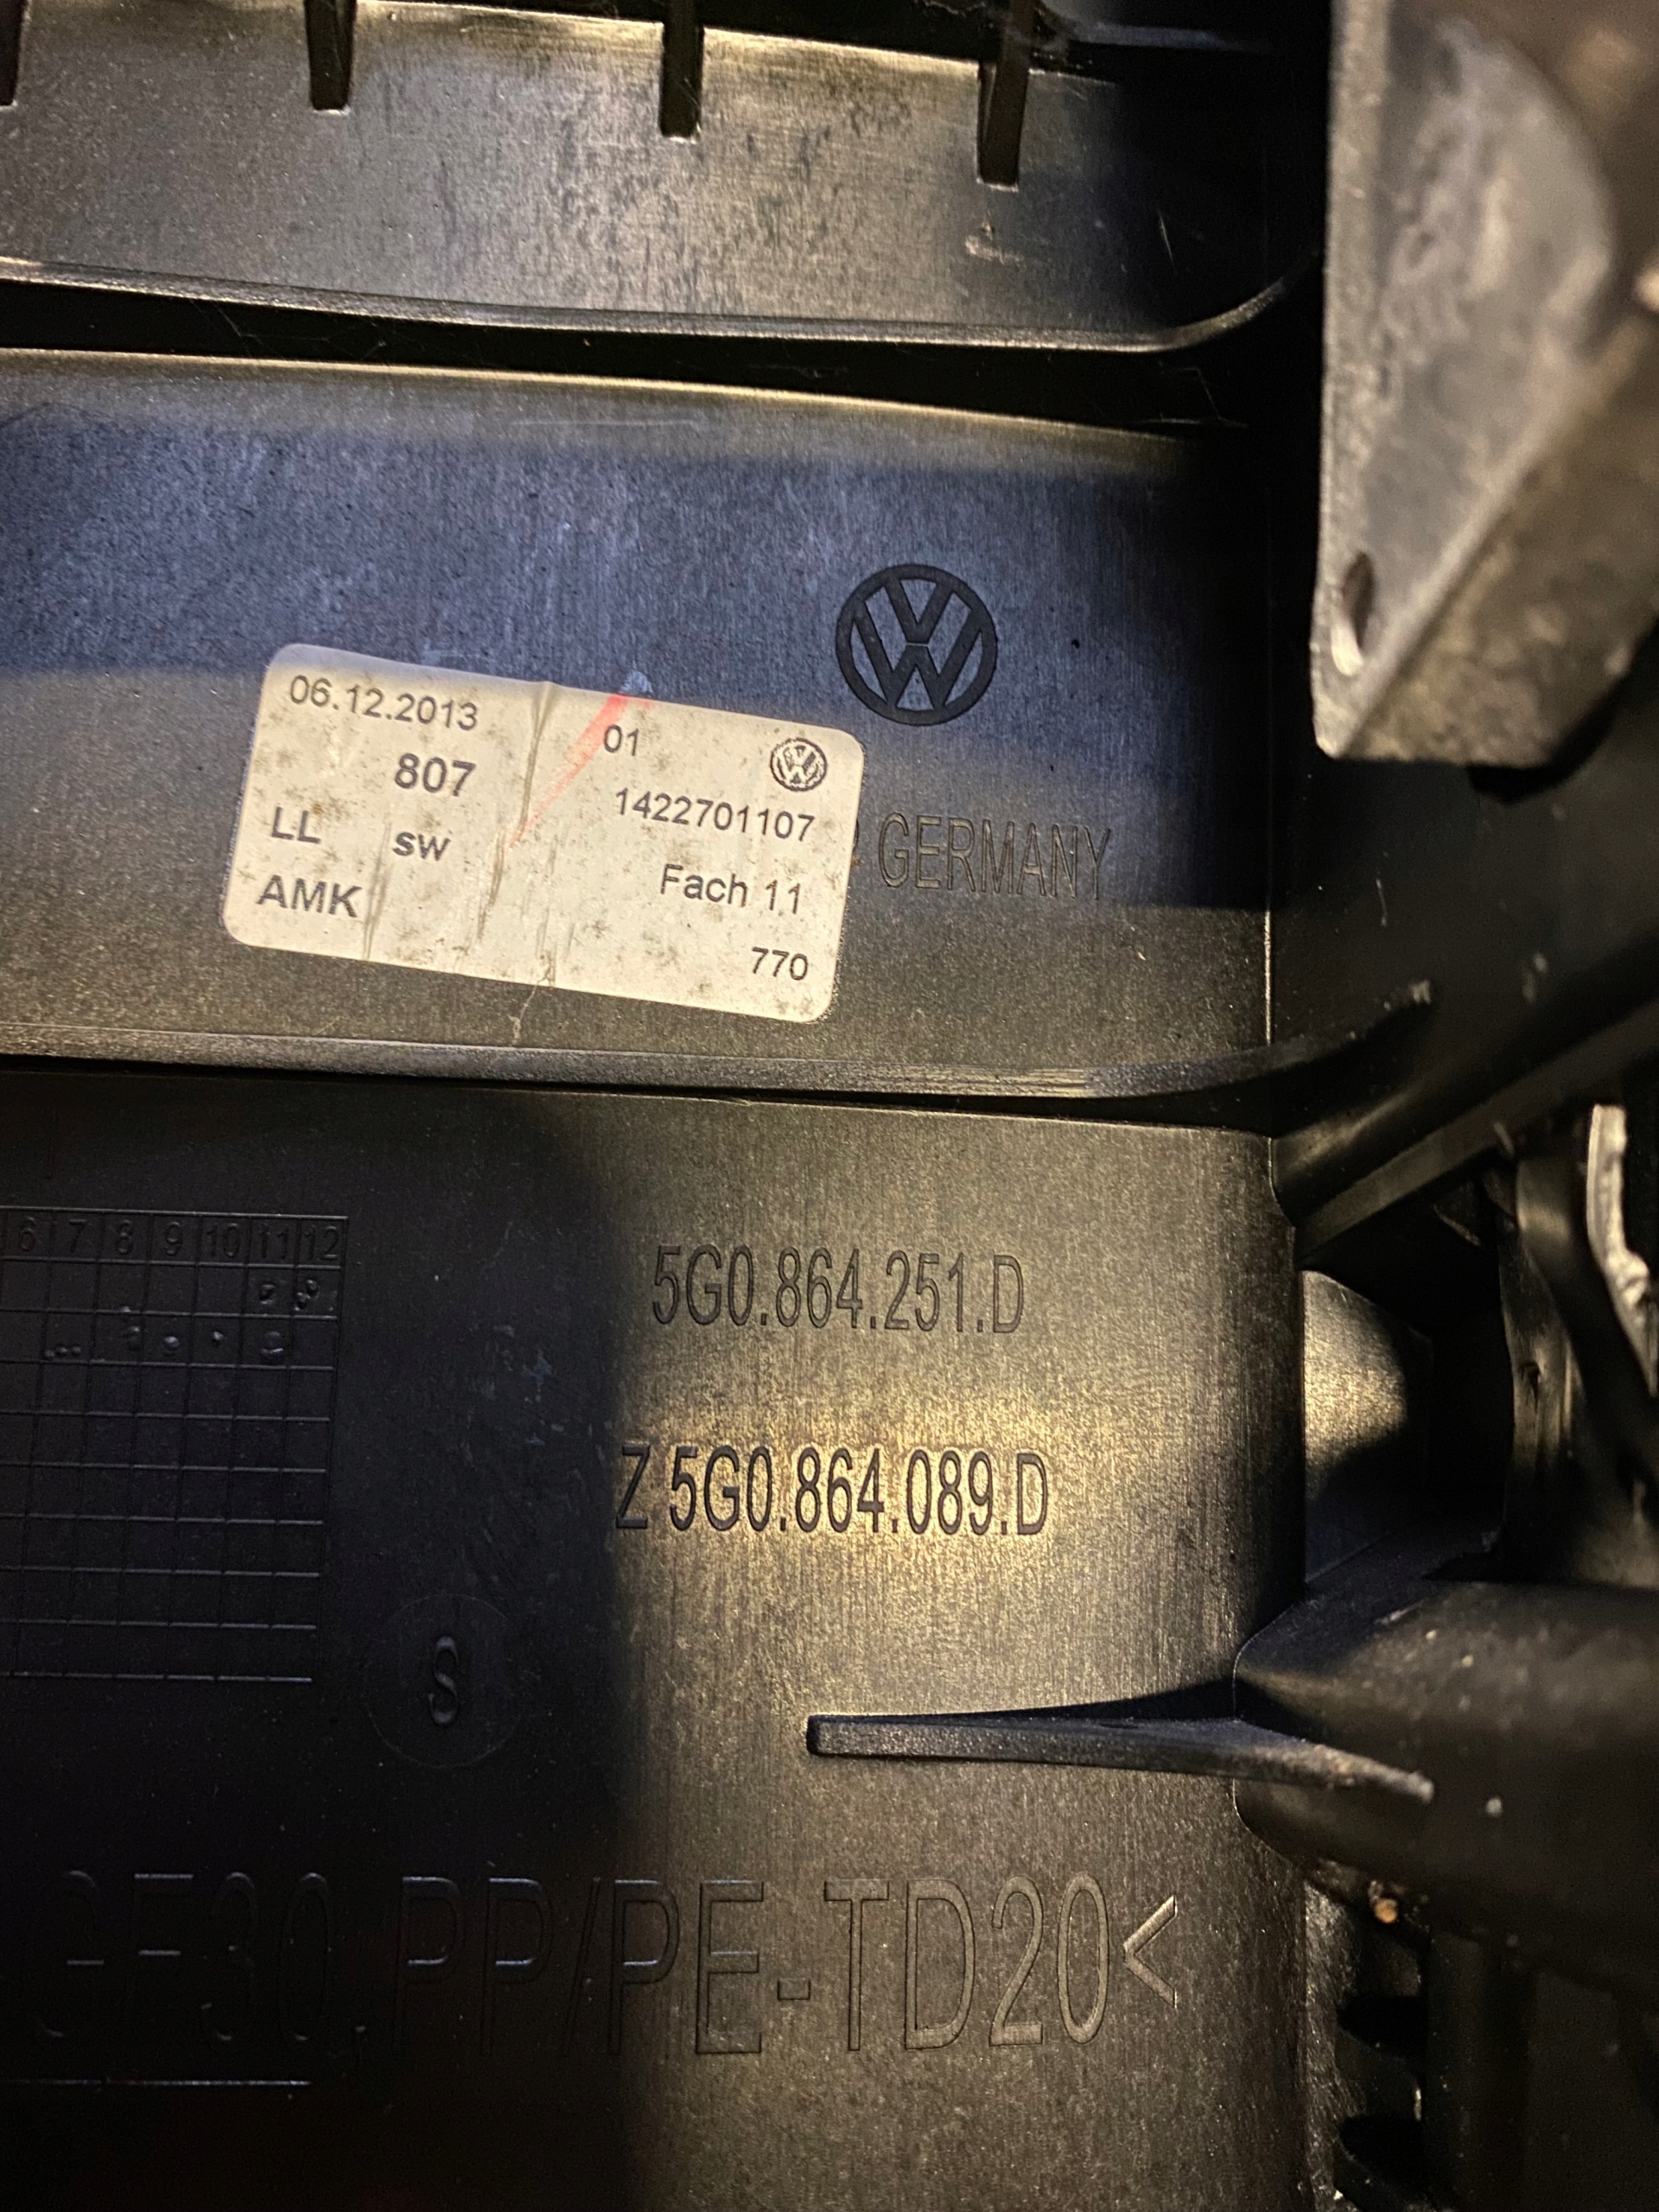 06.12.2013 01
807 1422701107
LL sw Fach 11
AMK 770
GERMANY
6 7 8 9 10 11 12
5G0.864.251.D
Z 5G0.864.089.D
S
GF30,PP/PE-TD20<